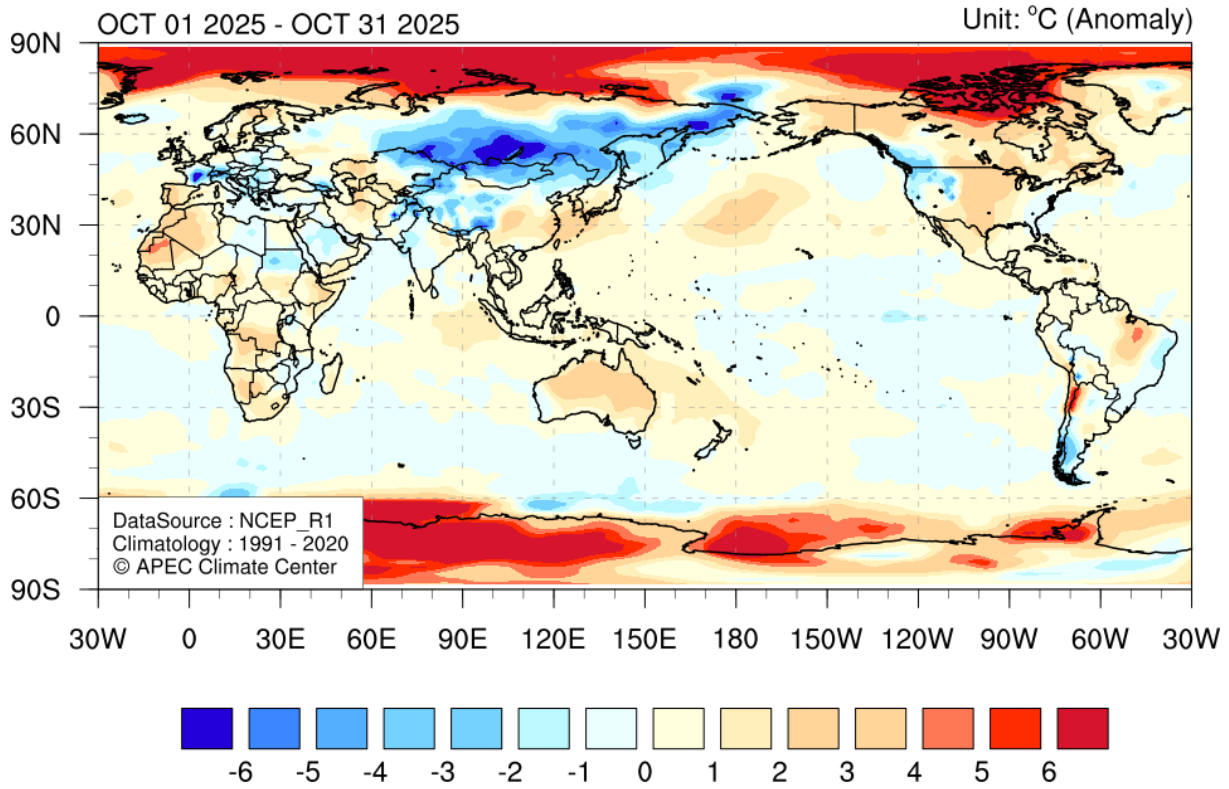 OCT 01 2025 - OCT 31 2025
Unit: °C (Anomaly)
90N
60N
30N
0
30S
60S
90S
DataSource : NCEP_R1
Climatology : 1991 - 2020
© APEC Climate Center
30W 0 30E 60E 90E 120E 150E 180 150W 120W 90W 60W 30W
-6 -5 -4 -3 -2 -1 0 1 2 3 4 5 6